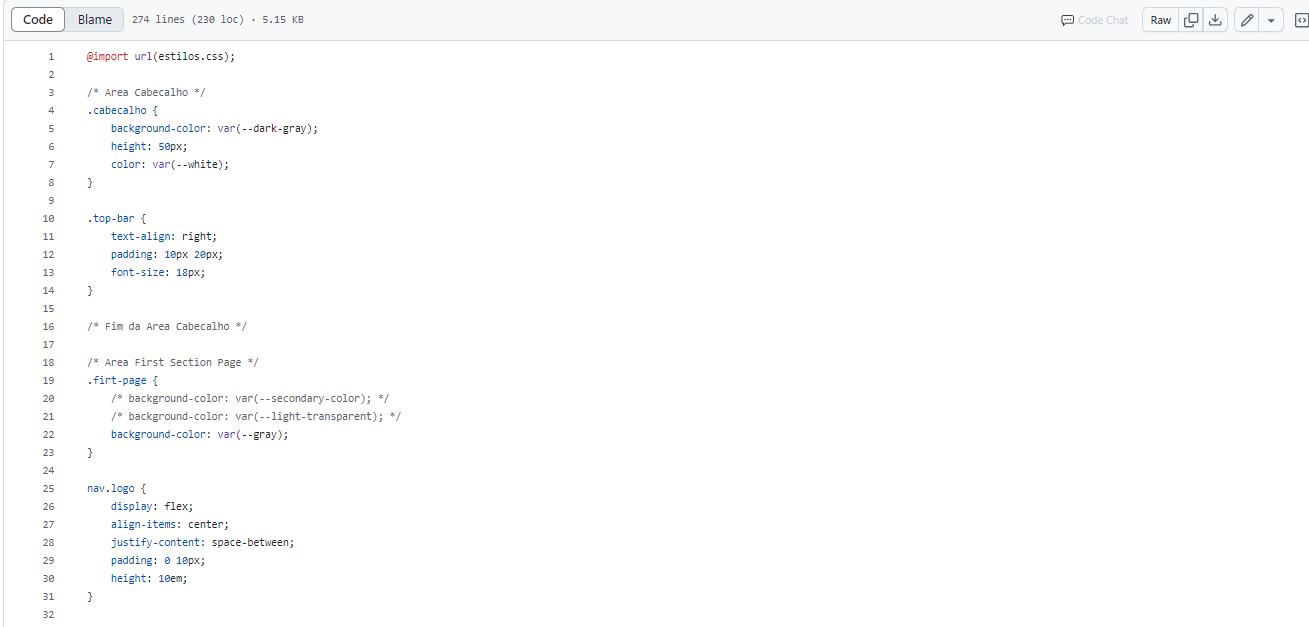 Code Blame 274 lines (230 loc) · 5.15 KB Code Chat Raw
1 @import url(estilos.css);
2
3 /* Area Cabecalho */
4 .cabecalho {
5 background-color: var(--dark-gray);
6 height: 50px;
7 color: var(--white);
8 }
9
10 .top-bar {
11 text-align: right;
12 padding: 10px 20px;
13 font-size: 18px;
14 }
15
16 /* Fim da Area Cabecalho */
17
18 /* Area First Section Page */
19 .firt-page {
20 /* background-color: var(--secondary-color); */
21 /* background-color: var(--light-transparent); */
22 background-color: var(--gray);
23 }
24
25 nav.logo {
26 display: flex;
27 align-items: center;
28 justify-content: space-between;
29 padding: 0 10px;
30 height: 10em;
31 }
32